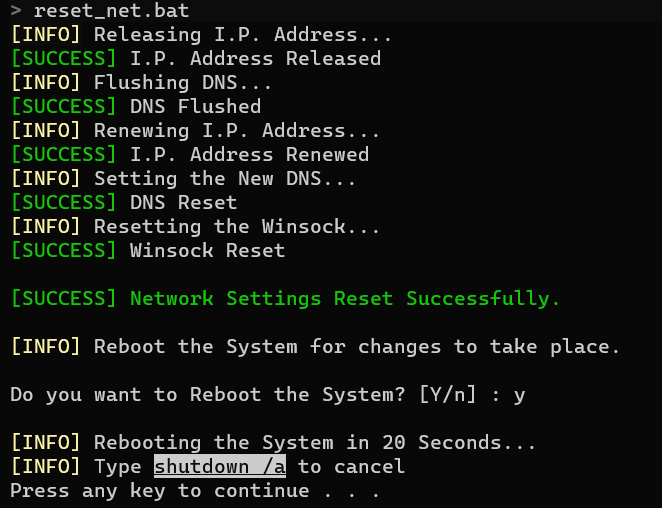 > reset_net.bat
[INFO] Releasing I.P. Address...
[SUCCESS] I.P. Address Released
[INFO] Flushing DNS...
[SUCCESS] DNS Flushed
[INFO] Renewing I.P. Address...
[SUCCESS] I.P. Address Renewed
[INFO] Setting the New DNS...
[SUCCESS] DNS Reset
[INFO] Resetting the Winsock...
[SUCCESS] Winsock Reset
[SUCCESS] Network Settings Reset Successfully.
[INFO] Reboot the System for changes to take place.
Do you want to Reboot the System? [Y/n] : y
[INFO] Rebooting the System in 20 Seconds...
[INFO] Type shutdown /a to cancel
Press any key to continue . . .